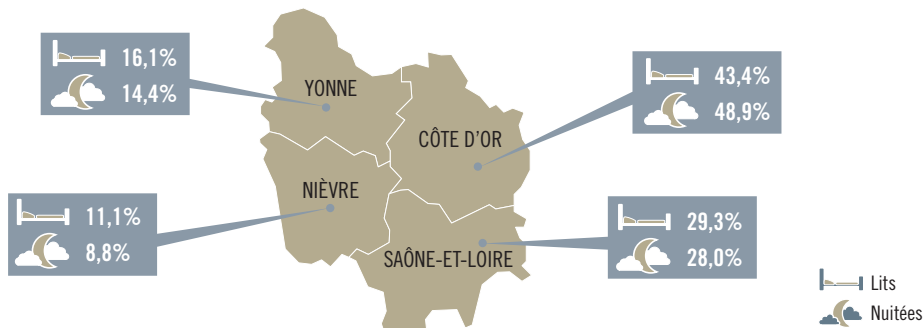 16,1%
14,4%
YONNE
43,4%
48,9%
CÔTE D'OR
NIÈVRE
11,1%
8,8%
29,3%
28,0%
SAÔNE-ET-LOIRE
Lits
Nuitées